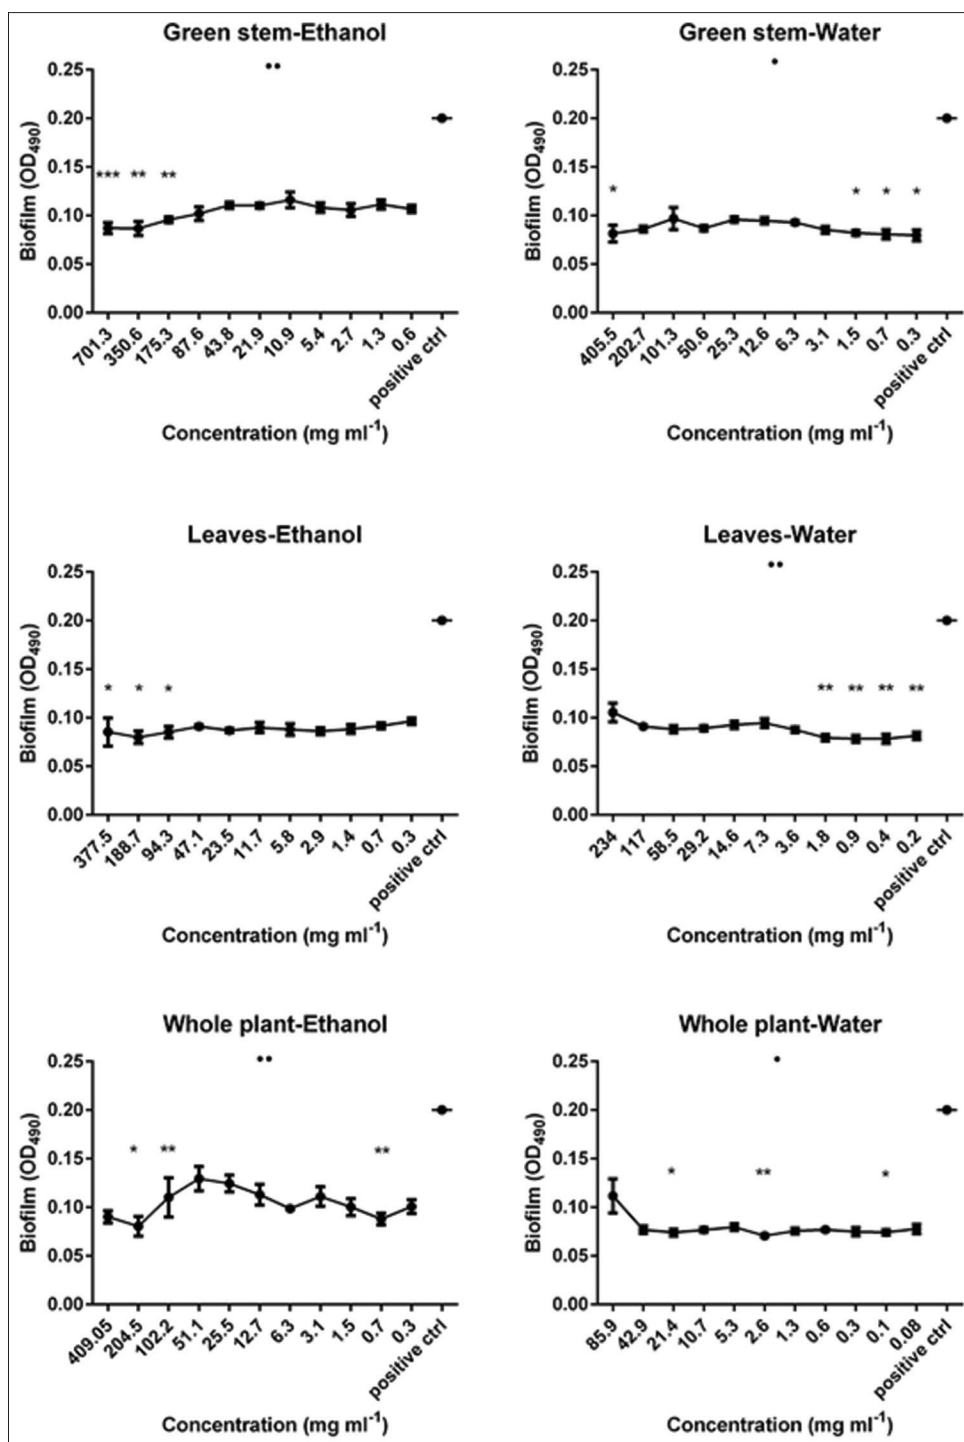 Green stem-Ethanol
Biofilm (OD490)
0.25
••
0.20
0.15
*** ** **
0.10
0.05
0.00
701.3 350.6 175.3 87.6 43.8 21.9 10.9 5.4 2.7 1.3 0.6 positive ctrl
Concentration (mg ml-1)
Green stem-Water
Biofilm (OD490)
0.25
•
0.20
0.15
* * * *
0.10
0.05
0.00
405.5 202.7 101.3 50.6 25.3 12.6 6.3 3.1 1.5 0.7 0.3 positive ctrl
Concentration (mg ml-1)
Leaves-Ethanol
Biofilm (OD490)
0.25
0.20
0.15
* * *
0.10
0.05
0.00
377.5 188.7 94.3 47.1 23.5 11.7 5.8 2.9 1.4 0.7 0.3 positive ctrl
Concentration (mg ml-1)
Leaves-Water
Biofilm (OD490)
0.25
••
0.20
0.15
** ** ** **
0.10
0.05
0.00
234 117 58.5 29.2 14.6 7.3 3.6 1.8 0.9 0.4 0.2 positive ctrl
Concentration (mg ml-1)
Whole plant-Ethanol
Biofilm (OD490)
0.25
••
0.20
0.15
* ** **
0.10
0.05
0.00
409.05 204.5 102.2 51.1 25.5 12.7 6.3 3.1 1.5 0.7 0.3 positive ctrl
Concentration (mg ml-1)
Whole plant-Water
Biofilm (OD490)
0.25
•
0.20
0.15
* ** *
0.10
0.05
0.00
85.9 42.9 21.4 10.7 5.3 2.6 1.3 0.6 0.3 0.1 0.08 positive ctrl
Concentration (mg ml-1)